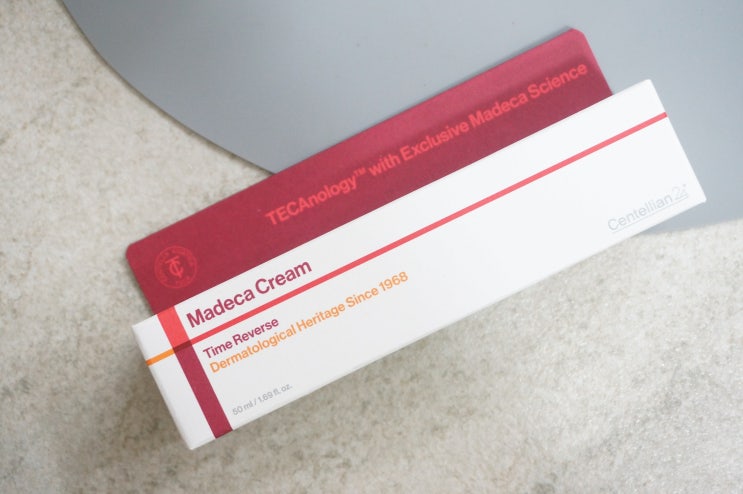 TECAnology™ with Exclusive Madeca Science
Madeca Cream
Time Reverse
Dermatological Heritage Since 1968
50 ml / 1.69 fl. oz.
Centellian24